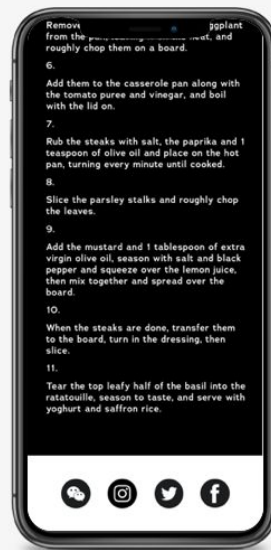 Remove
from the
roughly chop them on a board.
6.
Add them to the casserole pan along with
the tomato puree and vinegar, and boil
with the lid on.
7.
Rub the steaks with salt, the paprika and 1
teaspoon of olive oil and place on the hot
pan, turning every minute until cooked.
8.
Slice the parsley stalks and roughly chop
the leaves.
9.
Add the mustard and 1 tablespoon of extra
virgin olive oil, season with salt and black
pepper and squeeze over the lemon juice,
then mix together and spread over the
board.
10.
When the steaks are done, transfer them
to the board, turn in the dressing, then
slice.
11.
Tear the top leafy half of the basil into the
ratatouille, season to taste, and serve with
yoghurt and saffron rice.